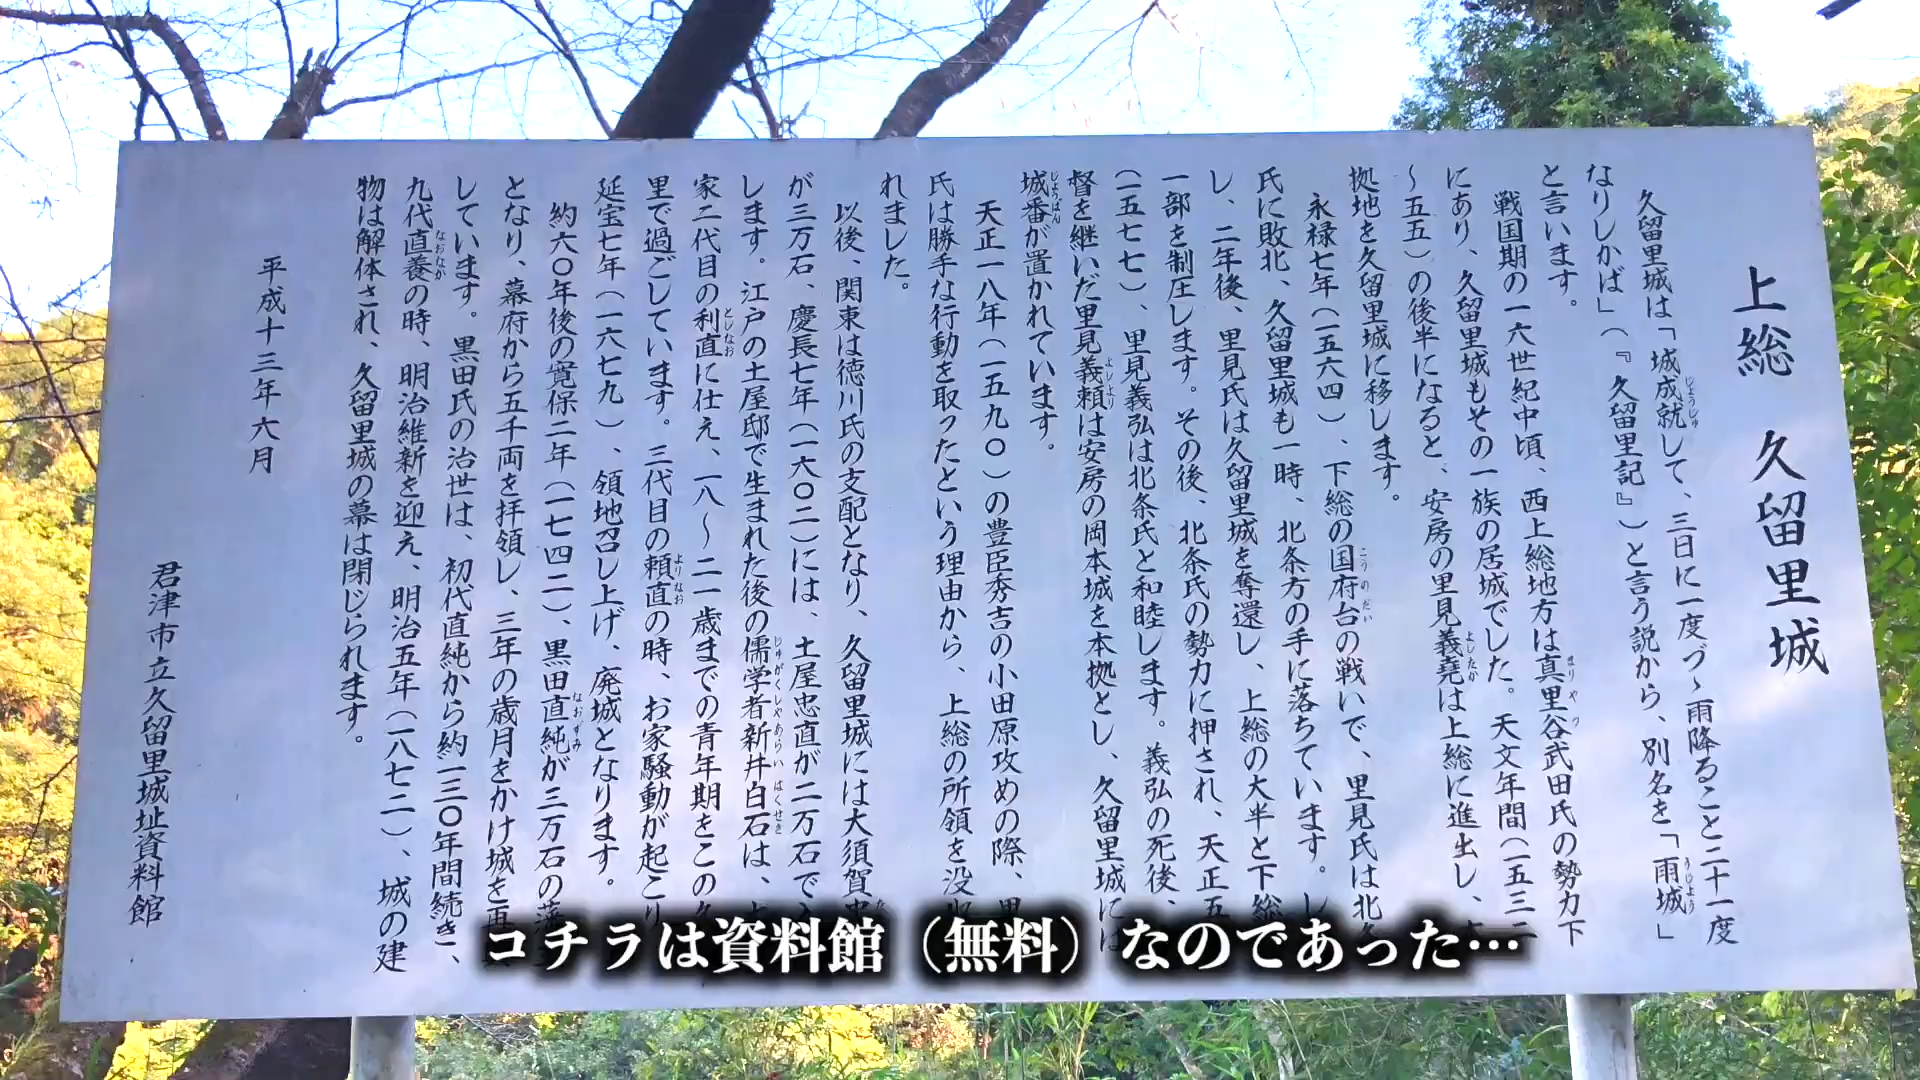 上総 久留里城
久留里城は「城成就して、三日に一度づゝ雨降ること二十一度
なりしかば」(『久留里記』)と言う説から、別名を「雨城」
と言います。
戦国期の一六世紀中頃、西上総地方は真里谷武田氏の勢力下
にあり、久留里城もその一族の居城でした。天文年間(一五三二
〜五五)の後半になると、安房の里見義堯は上総に進出し、
拠地を久留里城に移します。
永禄七年(一五六四)、下総の国府台の戦いで、里見氏は北条
氏に敗北、久留里城も一時、北条方の手に落ちています。しか
し、二年後、里見氏は久留里城を奪還し、上総の大半と下総
一部を制圧します。その後、北条氏の勢力に押され、天正五
(一五七七)、里見義弘は北条氏と和睦します。義弘の死後、
督を継いだ里見義頼は安房の岡本城を本拠とし、久留里城には
城番が置かれています。
天正一八年(一五九〇)の豊臣秀吉の小田原攻めの際、里
氏は勝手な行動を取ったという理由から、上総の所領を没収
れました。
以後、関東は徳川氏の支配となり、久留里城には大須賀忠
が三万石、慶長七年(一六〇二)には、土屋忠直が二万石で入
します。江戸の土屋邸で生まれた後の儒学者新井白石は、
家二代目の利直に仕え、一八〜二一歳までの青年期をこの久
里で過ごしています。三代目の頼直の時、お家騒動が起こり
延宝七年(一六七九)、領地召し上げ、廃城となります。
約六〇年後の寛保二年(一七四二)、黒田直純が三万石の藩
となり、幕府から五千両を拝領し、三年の歳月をかけ城を再
しています。黒田氏の治世は、初代直純から約一三〇年間続き、
九代直養の時、明治維新を迎え、明治五年(一八七二)、城の建
物は解体され、久留里城の幕は閉じられます。
平成十三年六月
君津市立久留里城址資料館
コチラは資料館（無料）なのであった…